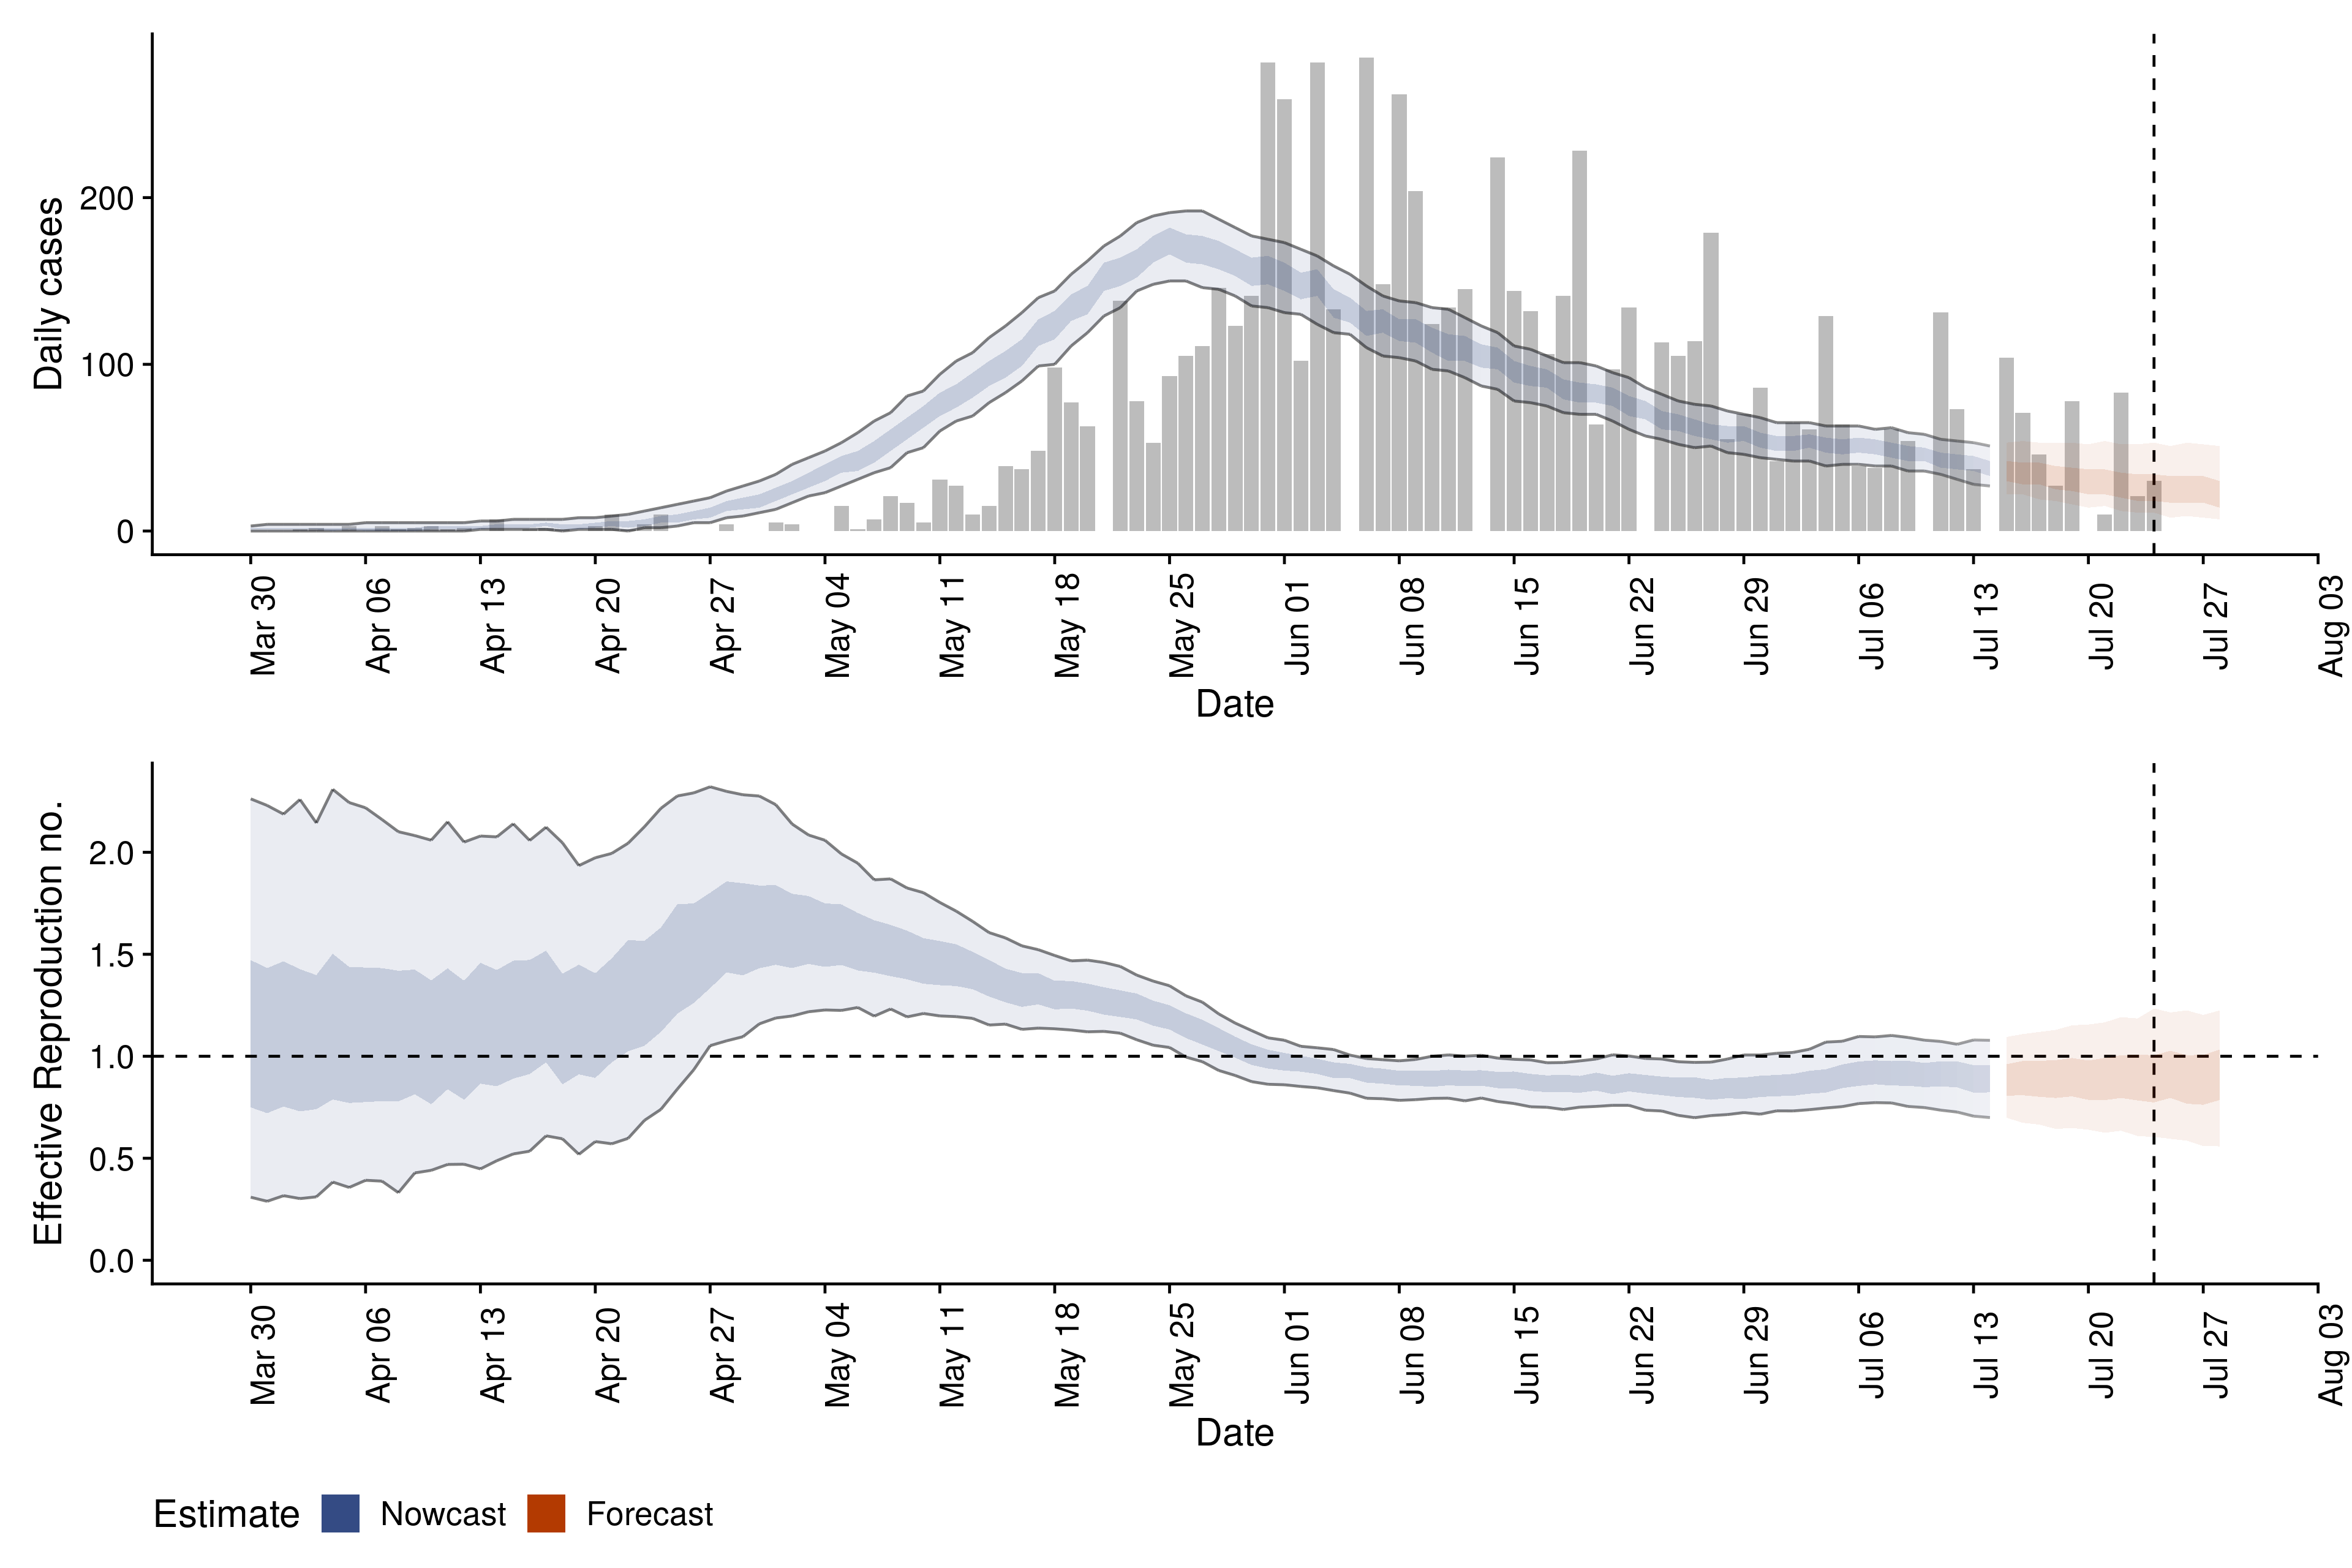 Daily cases
200
100
0
Mar 30
Apr 06
Apr 13
Apr 20
Apr 27
May 04
May 11
May 18
May 25
Jun 01
Jun 08
Jun 15
Jun 22
Jun 29
Jul 06
Jul 13
Jul 20
Jul 27
Aug 03
Date
Effective Reproduction no.
2.0
1.5
1.0
0.5
0.0
Mar 30
Apr 06
Apr 13
Apr 20
Apr 27
May 04
May 11
May 18
May 25
Jun 01
Jun 08
Jun 15
Jun 22
Jun 29
Jul 06
Jul 13
Jul 20
Jul 27
Aug 03
Date
Estimate Nowcast Forecast